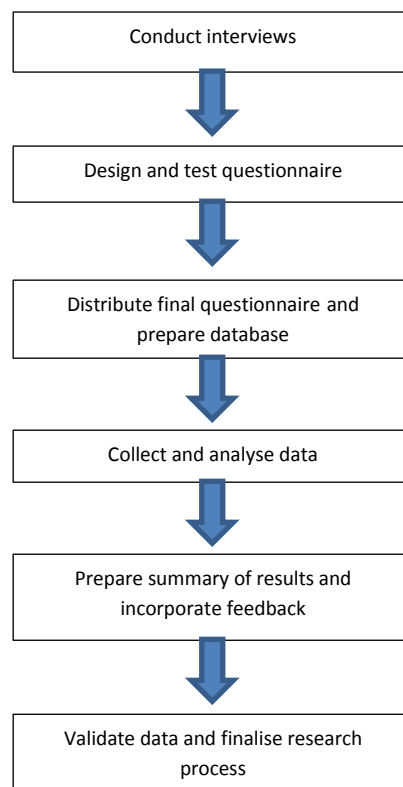 Conduct interviews
Design and test questionnaire
Distribute final questionnaire and
prepare database
Collect and analyse data
Prepare summary of results and
incorporate feedback
Validate data and finalise research
process